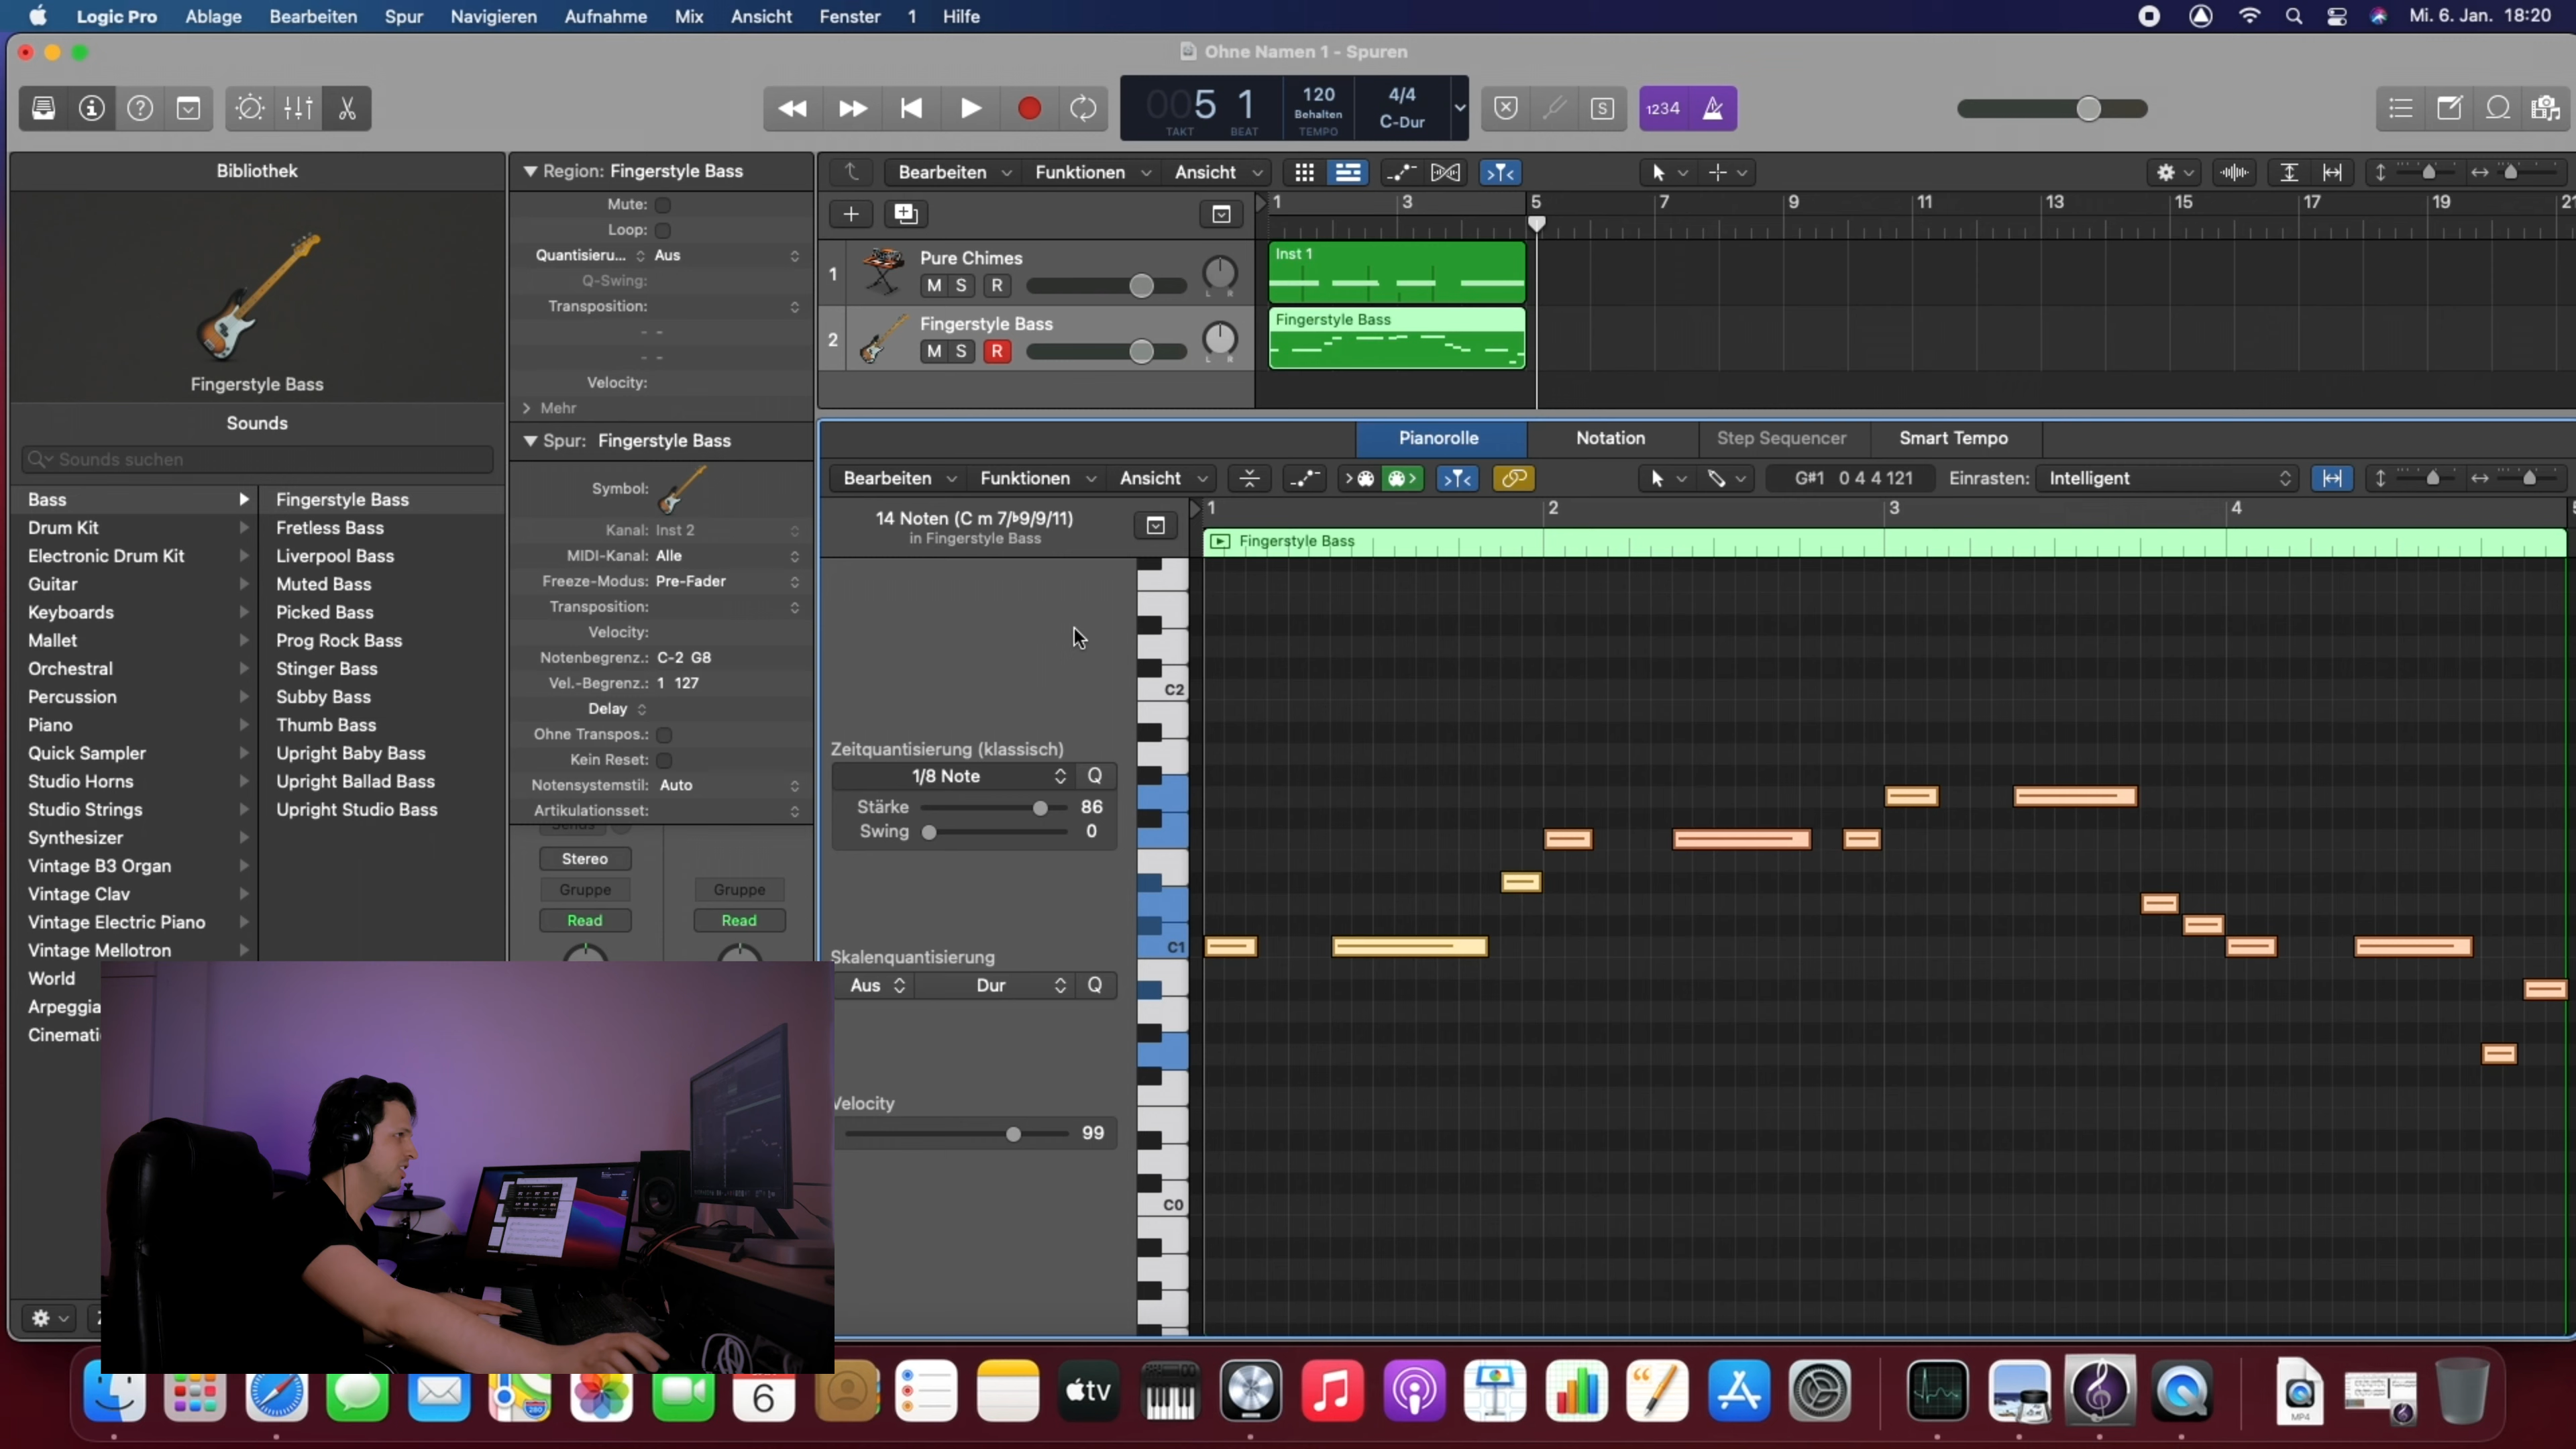 Logic Pro Ablage Bearbeiten Spur Navigieren Aufnahme Mix Ansicht Fenster 1 Hilfe Mi. 6. Jan. 18:20
Ohne Namen 1 - Spuren
005 1 TAKT BEAT
120 Behalten TEMPO
4/4 C-Dur
S
1234
Bibliothek
Fingerstyle Bass
Sounds
Sounds suchen
Bass
Drum Kit
Electronic Drum Kit
Guitar
Keyboards
Mallet
Orchestral
Percussion
Piano
Quick Sampler
Studio Horns
Studio Strings
Synthesizer
Vintage B3 Organ
Vintage Clav
Vintage Electric Piano
Vintage Mellotron
World
Arpeggia
Cinemati
Fingerstyle Bass
Fretless Bass
Liverpool Bass
Muted Bass
Picked Bass
Prog Rock Bass
Stinger Bass
Subby Bass
Thumb Bass
Upright Baby Bass
Upright Ballad Bass
Upright Studio Bass
Region: Fingerstyle Bass
Mute:
Loop:
Quantisieru... Aus
Q-Swing:
Transposition:
- -
- -
Velocity:
Mehr
Spur: Fingerstyle Bass
Symbol:
Kanal: Inst 2
MIDI-Kanal: Alle
Freeze-Modus: Pre-Fader
Transposition:
Velocity:
Notenbegrenz.: C-2 G8
Vel.-Begrenz.: 1 127
Delay
Ohne Transpos.:
Kein Reset:
Notensystemstil: Auto
Artikulationsset:
Sends
Stereo
Gruppe Gruppe
Read Read
Bearbeiten Funktionen Ansicht
1 3 5 7 9 11 13 15 17 19 21
1 Pure Chimes
M S R
L R
Inst 1
2 Fingerstyle Bass
M S R
L R
Fingerstyle Bass
Pianorolle Notation Step Sequencer Smart Tempo
Bearbeiten Funktionen Ansicht G#1 0 4 4 121 Einrasten: Intelligent
14 Noten (C m 7/♭9/9/11)
in Fingerstyle Bass
1 2 3 4 5
Fingerstyle Bass
C2
Zeitquantisierung (klassisch)
1/8 Note Q
Stärke 86
Swing 0
C1
Skalenquantisierung
Aus Dur Q
Velocity
99
C0
6
280
tv
MP4